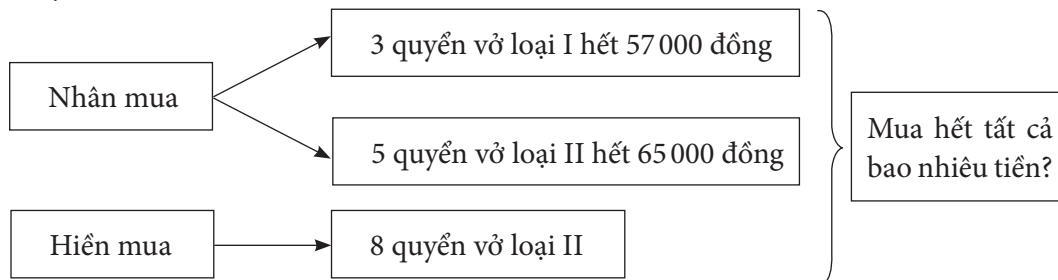 3 quyển vở loại I hết 57 000 đồng
Nhân mua
5 quyển vở loại II hết 65 000 đồng
Mua hết tất cả
bao nhiêu tiền?
Hiền mua
8 quyển vở loại II